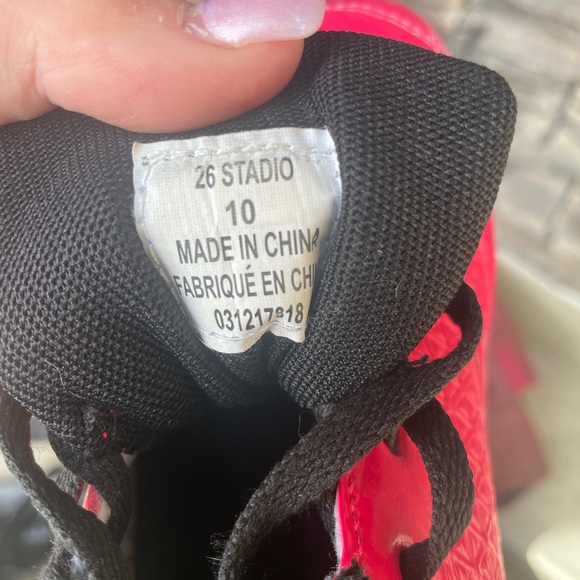 26 STADIO
10
MADE IN CHINA
FABRIQUÉ EN